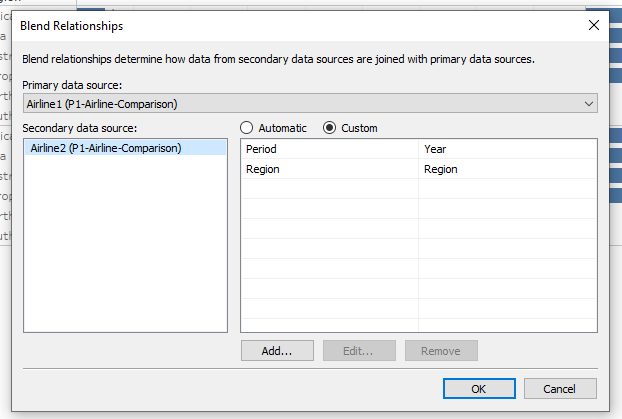 Blend Relationships
Blend relationships determine how data from secondary data sources are joined with primary data sources.
Primary data source:
Airline1 (P1-Airline-Comparison)
Secondary data source:
Automatic
Custom
Airline2 (P1-Airline-Comparison)
Period Year
Region Region
Add... Edit... Remove
OK Cancel